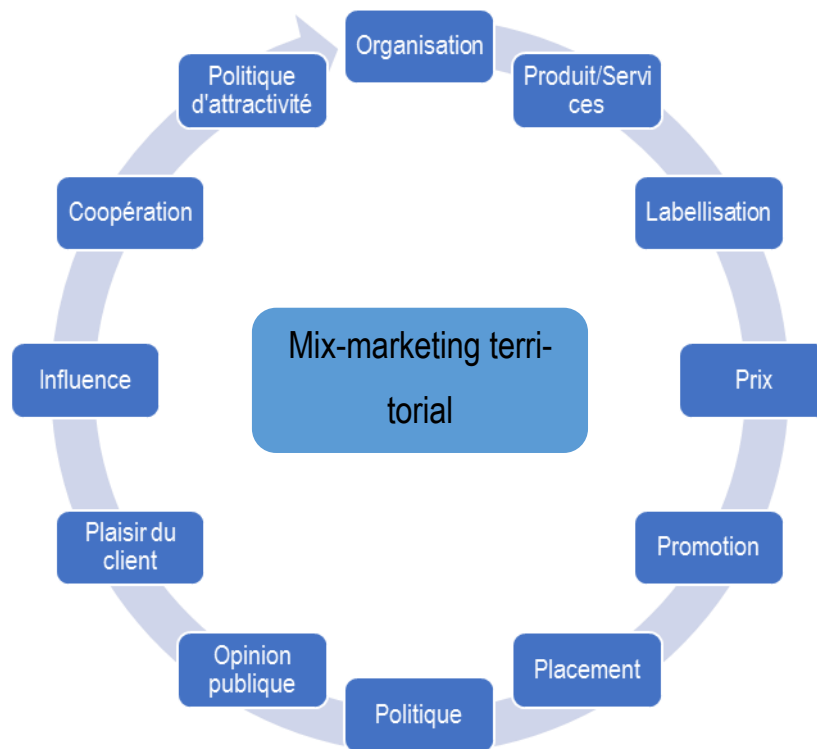 Organisation
Produit/Servi
ces
Labellisation
Prix
Promotion
Placement
Politique
Opinion
publique
Plaisir du
client
Influence
Coopération
Politique
d'attractivité
Mix-marketing terri-
torial